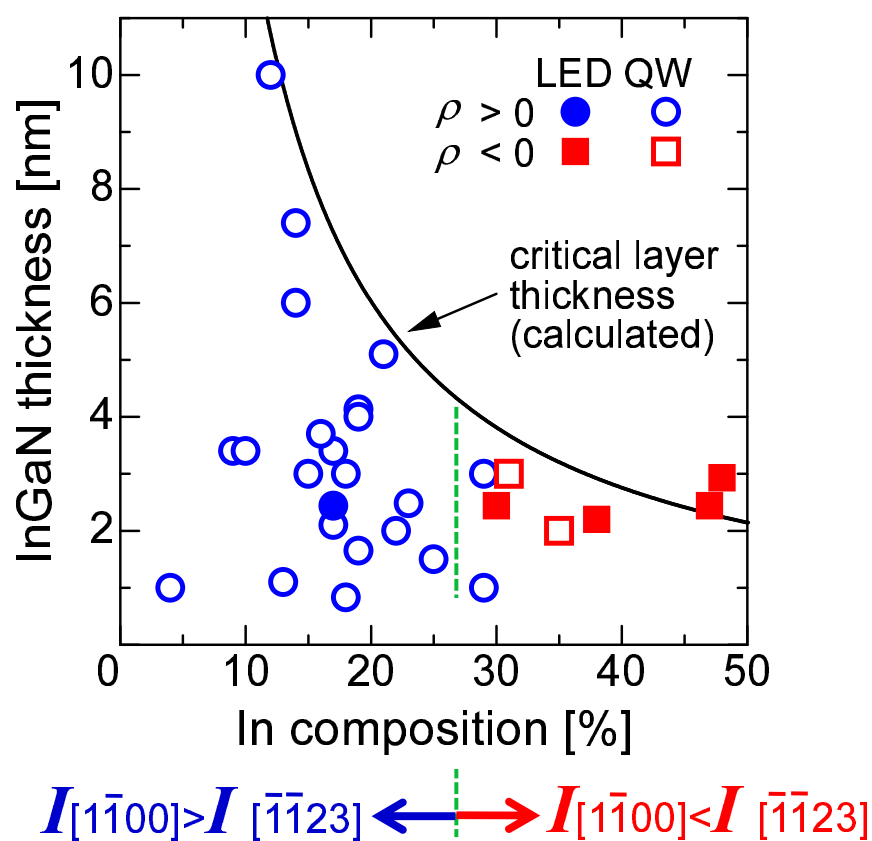 LED QW
ρ > 0
ρ < 0
critical layer
thickness
(calculated)
InGaN thickness [nm]
10
8
6
4
2
0 10 20 30 40 50
In composition [%]
I[11̄00]>I [1̄1̄23] I[11̄00]<I [1̄1̄23]